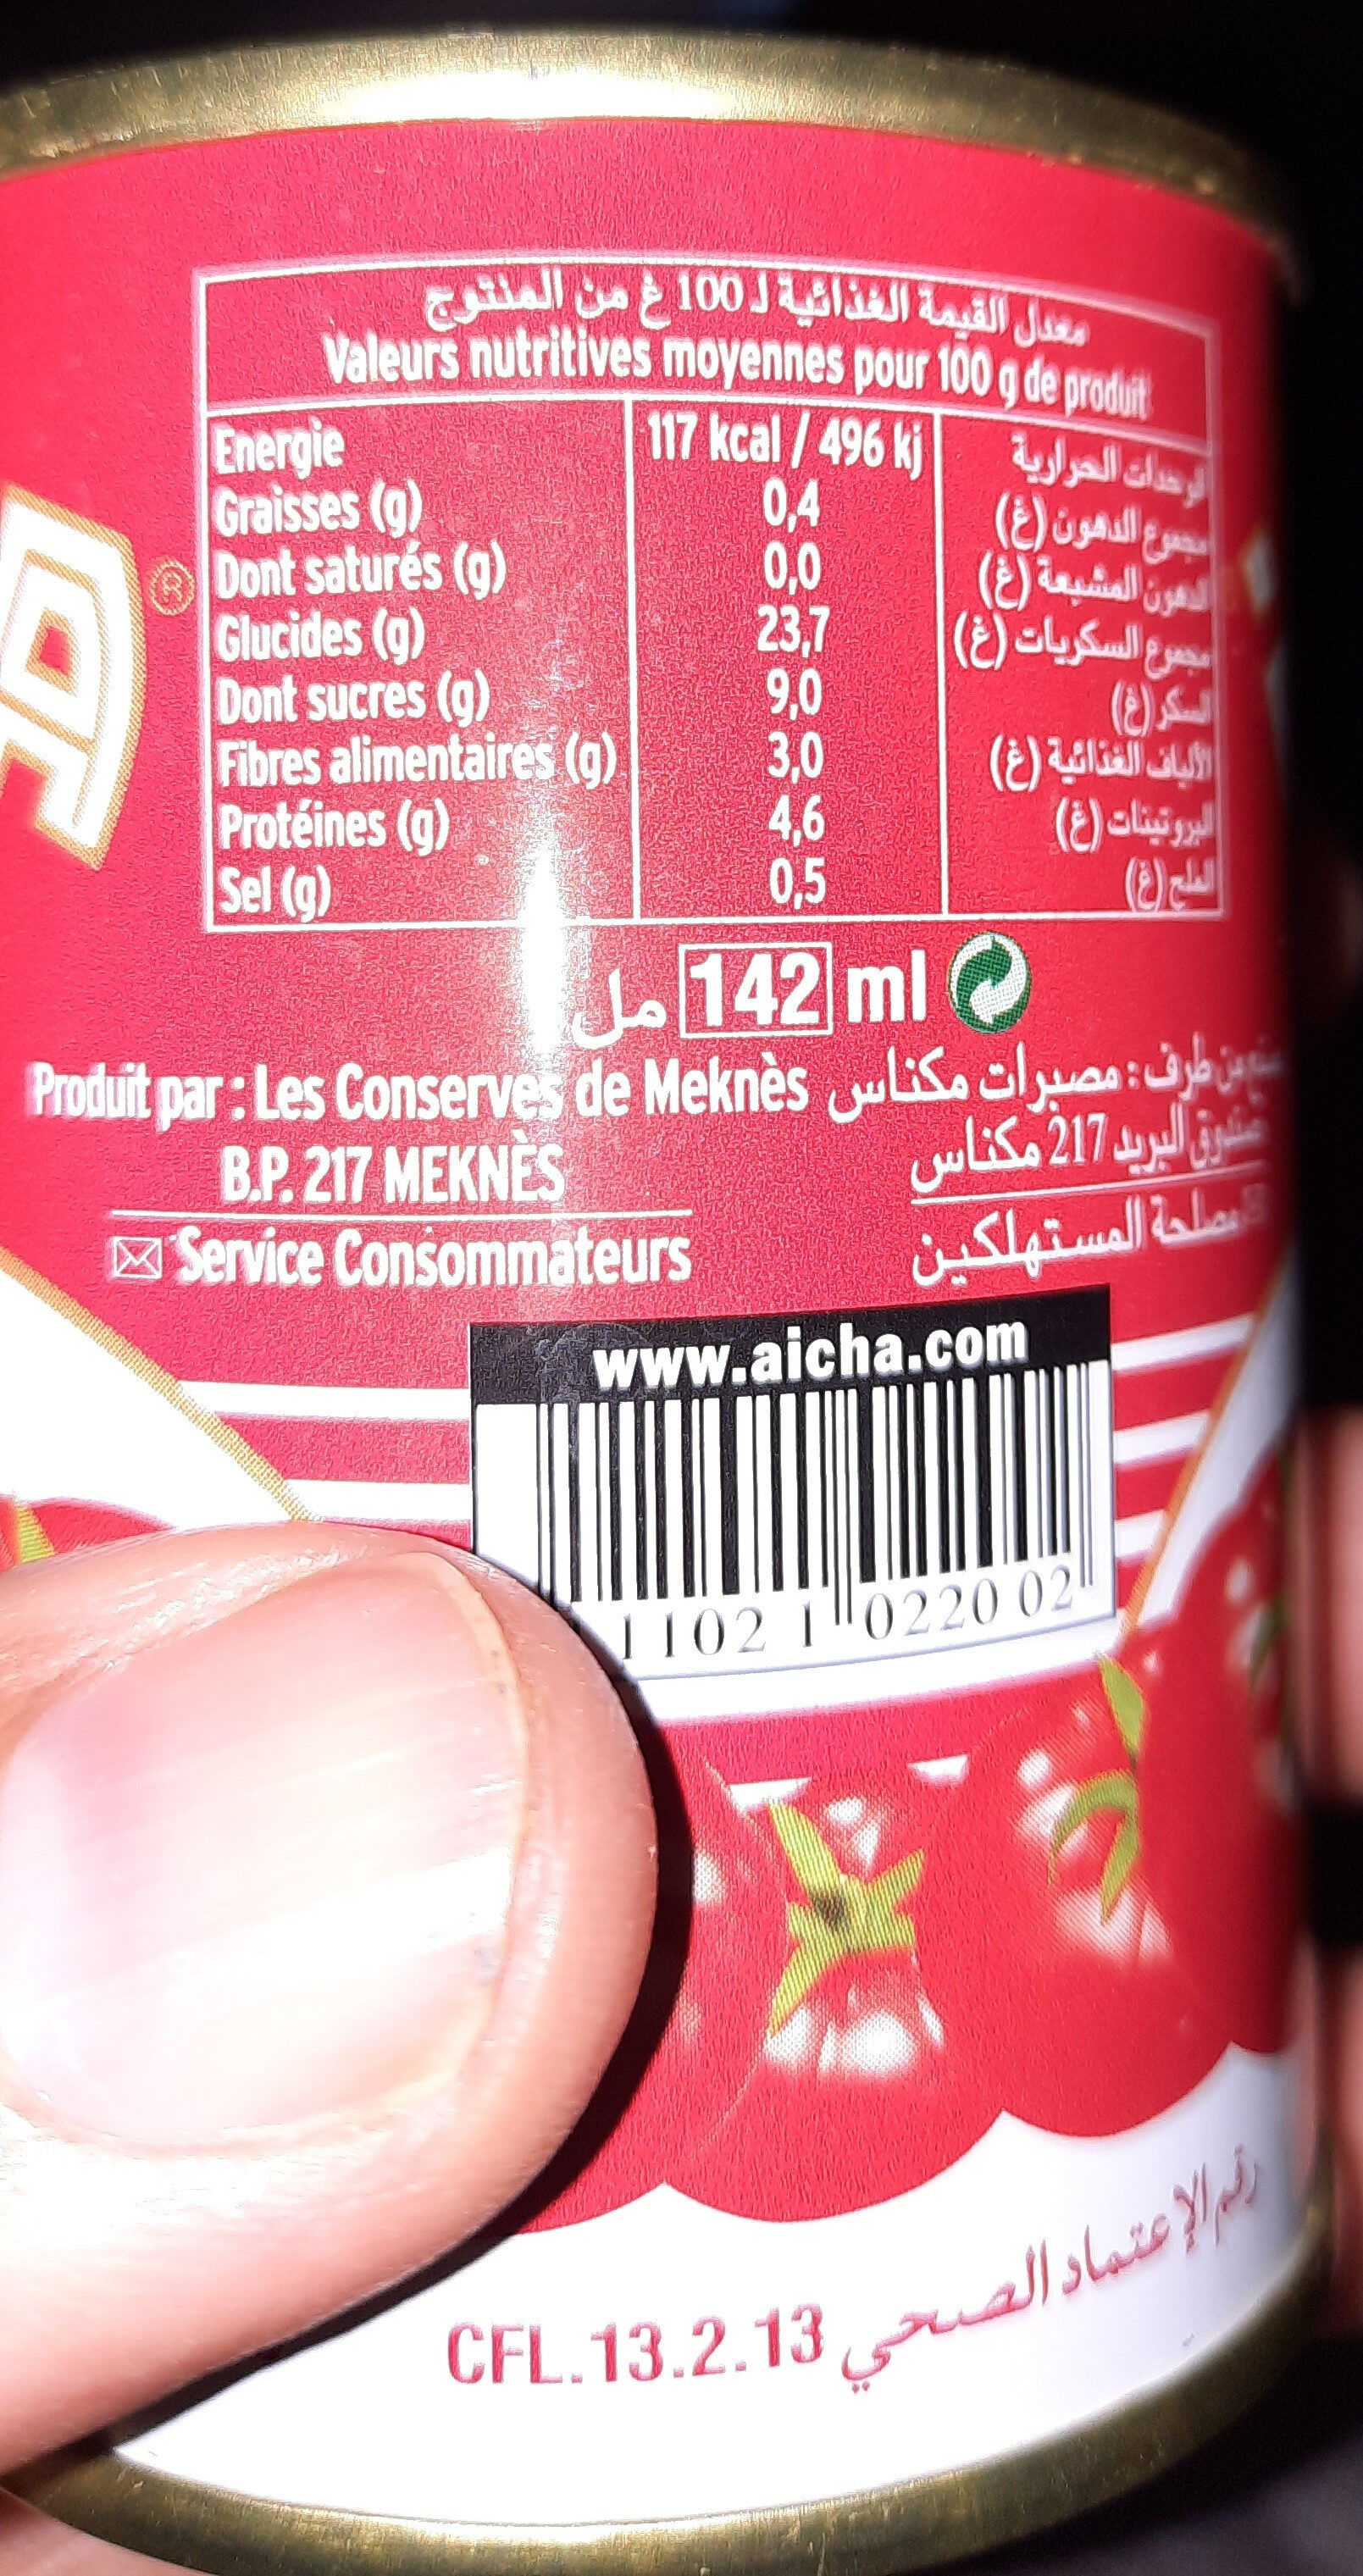 معدل القيمة الغذائية لـ 100 غ من المنتوج
Valeurs nutritives moyennes pour 100 g de produit
Energie 117 kcal / 496 kj الوحدات الحرارية
Graisses (g) 0,4 مجموع الدهون (غ)
®
Dont saturés (g) 0,0 الدهون المشبعة (غ)
Glucides (g) 23,7 مجموع السكريات (غ)
Dont sucres (g) 9,0 السكر (غ)
Fibres alimentaires (g) 3,0 الألياف الغذائية (غ)
Protéines (g) 4,6 البروتينات (غ)
Sel (g) 0,5 الملح (غ)
142 ml مل
Produit par : Les Conserves de Meknès من طرف : مصبرات مكناس
B.P. 217 MEKNÈS صندوق البريد 217 مكناس
Service Consommateurs مصلحة المستهلكين
www.aicha.com
11021 022002
CFL.13.2.13 رقم الإعتماد الصحي